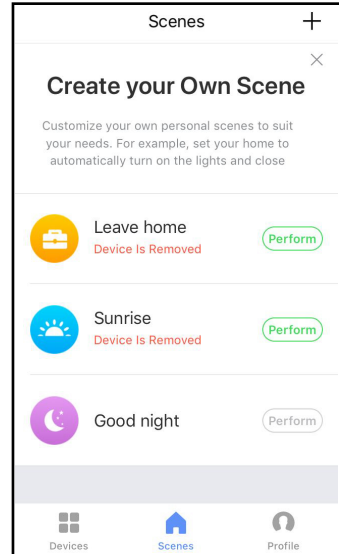 Scenes
Create your Own Scene
Customize your own personal scenes to suit
your needs. For example, set your home to
automatically turn on the lights and close
Leave home
Device Is Removed
Perform
Sunrise
Device Is Removed
Perform
Good night
Perform
Devices
Scenes
Profile